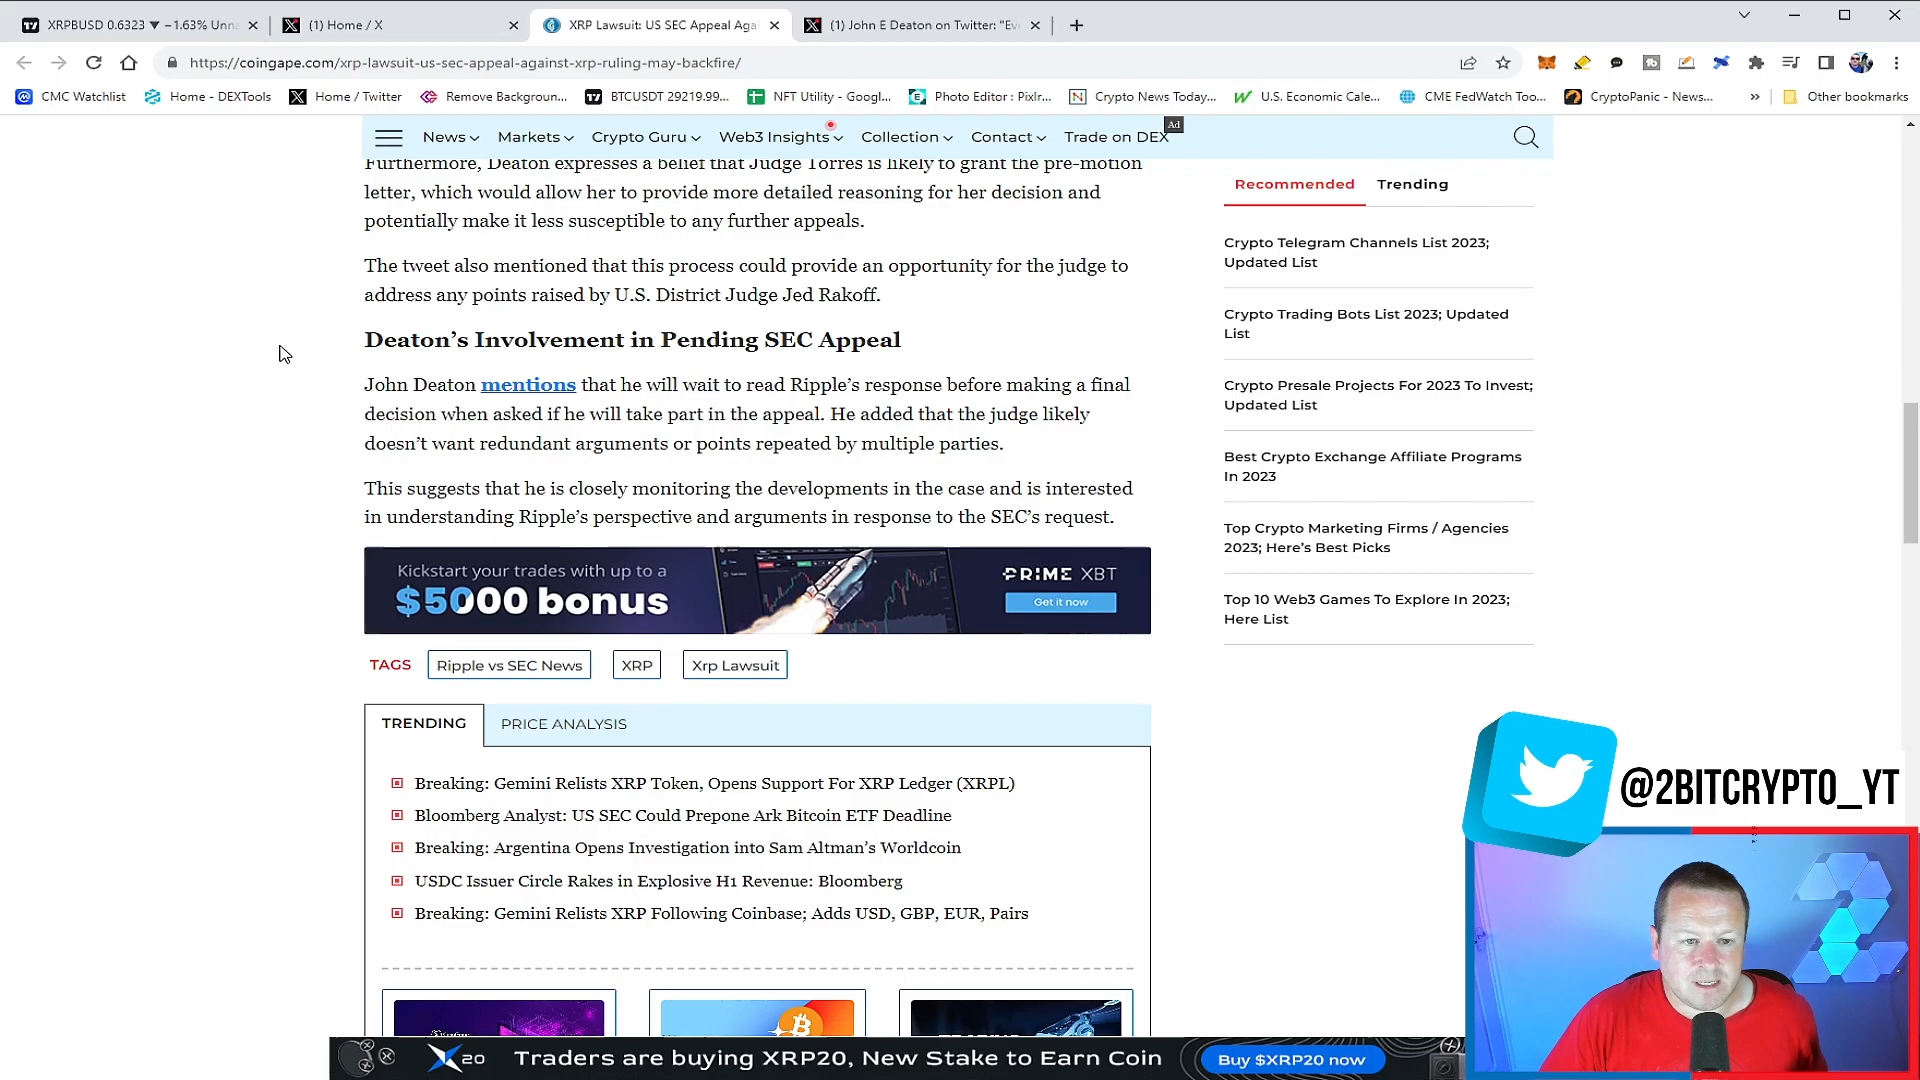 XRPBUSD 0.6323 ▼ −1.63% Unna
(1) Home / X
XRP Lawsuit: US SEC Appeal Aga
(1) John E Deaton on Twitter: "Eve
https://coingape.com/xrp-lawsuit-us-sec-appeal-against-xrp-ruling-may-backfire/
CMC Watchlist
Home - DEXTools
Home / Twitter
Remove Backgroun...
BTCUSDT 29219.99...
NFT Utility - Googl...
Photo Editor : Pixlr...
Crypto News Today...
U.S. Economic Cale...
CME FedWatch Too...
CryptoPanic - News...
»
Other bookmarks
News
Markets
Crypto Guru
Web3 Insights
Collection
Contact
Trade on DEX
Ad
Furthermore, Deaton expresses a belief that Judge Torres is likely to grant the pre-motion
letter, which would allow her to provide more detailed reasoning for her decision and
potentially make it less susceptible to any further appeals.
The tweet also mentioned that this process could provide an opportunity for the judge to
address any points raised by U.S. District Judge Jed Rakoff.
Deaton’s Involvement in Pending SEC Appeal
John Deaton mentions that he will wait to read Ripple’s response before making a final
decision when asked if he will take part in the appeal. He added that the judge likely
doesn’t want redundant arguments or points repeated by multiple parties.
This suggests that he is closely monitoring the developments in the case and is interested
in understanding Ripple’s perspective and arguments in response to the SEC’s request.
Kickstart your trades with up to a
$5000 bonus
PRIME XBT
Get it now
TAGS
Ripple vs SEC News
XRP
Xrp Lawsuit
TRENDING
PRICE ANALYSIS
Breaking: Gemini Relists XRP Token, Opens Support For XRP Ledger (XRPL)
Bloomberg Analyst: US SEC Could Prepone Ark Bitcoin ETF Deadline
Breaking: Argentina Opens Investigation into Sam Altman’s Worldcoin
USDC Issuer Circle Rakes in Explosive H1 Revenue: Bloomberg
Breaking: Gemini Relists XRP Following Coinbase; Adds USD, GBP, EUR, Pairs
Recommended
Trending
Crypto Telegram Channels List 2023;
Updated List
Crypto Trading Bots List 2023; Updated
List
Crypto Presale Projects For 2023 To Invest;
Updated List
Best Crypto Exchange Affiliate Programs
In 2023
Top Crypto Marketing Firms / Agencies
2023; Here’s Best Picks
Top 10 Web3 Games To Explore In 2023;
Here List
@2BITCRYPTO_YT
X20
Traders are buying XRP20, New Stake to Earn Coin
Buy $XRP20 now